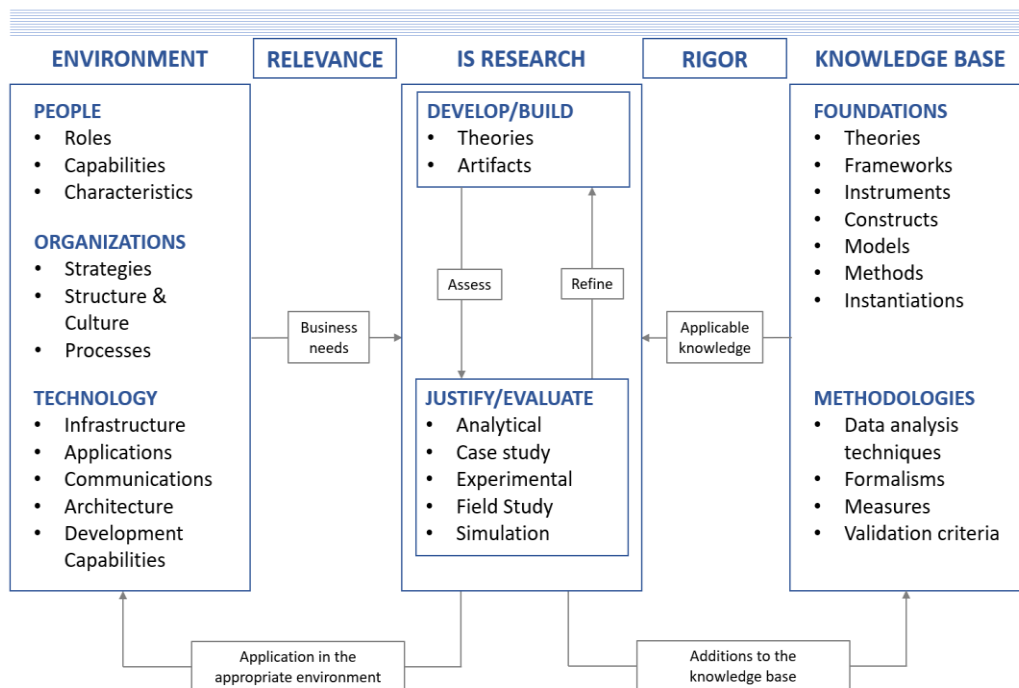 ENVIRONMENT
RELEVANCE
IS RESEARCH
RIGOR
KNOWLEDGE BASE
PEOPLE
• Roles
• Capabilities
• Characteristics
ORGANIZATIONS
• Strategies
• Structure &
Culture
• Processes
TECHNOLOGY
• Infrastructure
• Applications
• Communications
• Architecture
• Development
Capabilities
Business
needs
DEVELOP/BUILD
• Theories
• Artifacts
Assess
Refine
JUSTIFY/EVALUATE
• Analytical
• Case study
• Experimental
• Field Study
• Simulation
Applicable
knowledge
FOUNDATIONS
• Theories
• Frameworks
• Instruments
• Constructs
• Models
• Methods
• Instantiations
METHODOLOGIES
• Data analysis
techniques
• Formalisms
• Measures
• Validation criteria
Application in the
appropriate environment
Additions to the
knowledge base